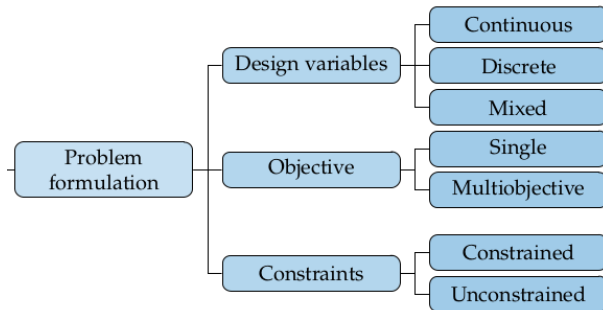 Problem
formulation
Design variables
Continuous
Discrete
Mixed
Objective
Single
Multiobjective
Constraints
Constrained
Unconstrained